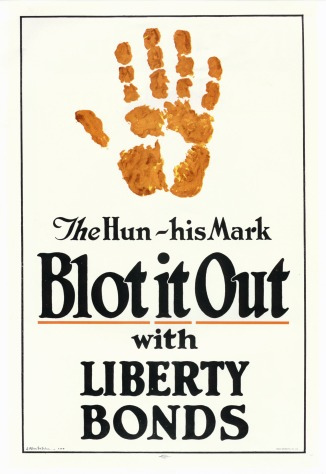 The Hun ~ his Mark
Blot it Out
with
LIBERTY
BONDS